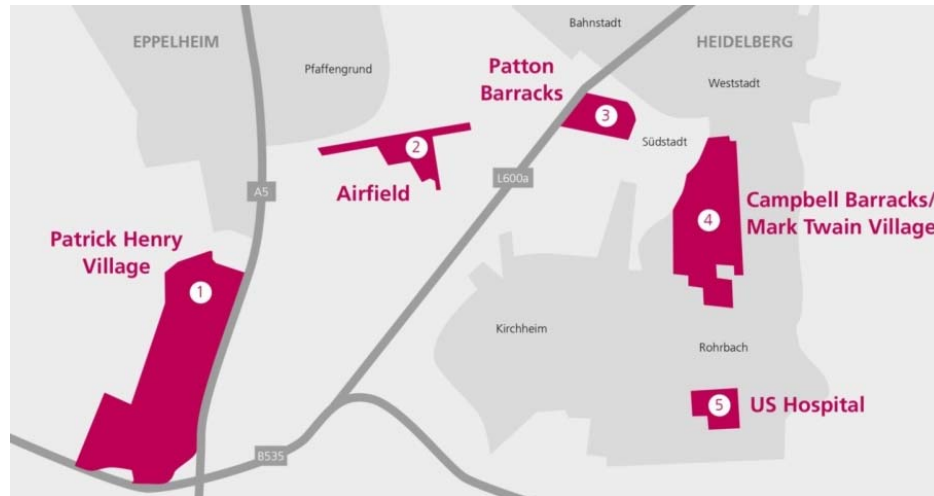 EPPELHEIM
Pfaffengrund
Bahnstadt
HEIDELBERG
Weststadt
Patton
Barracks
3
Südstadt
2
Airfield
A5
L600a
Campbell Barracks/
Mark Twain Village
4
Patrick Henry
Village
1
Kirchheim
Rohrbach
5
US Hospital
B535